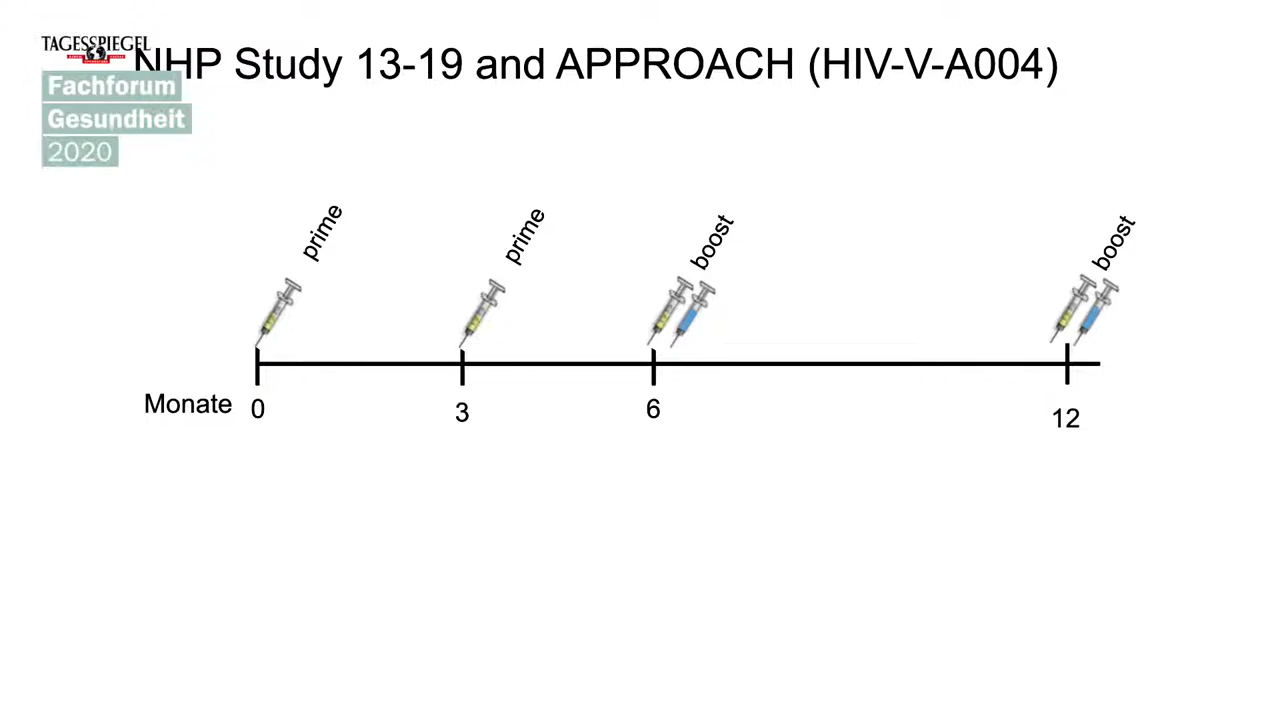 TAGESSPIEGEL
NHP Study 13-19 and APPROACH (HIV-V-A004)
Fachforum
Gesundheit
2020
prime
prime
boost
boost
Monate
0
3
6
12